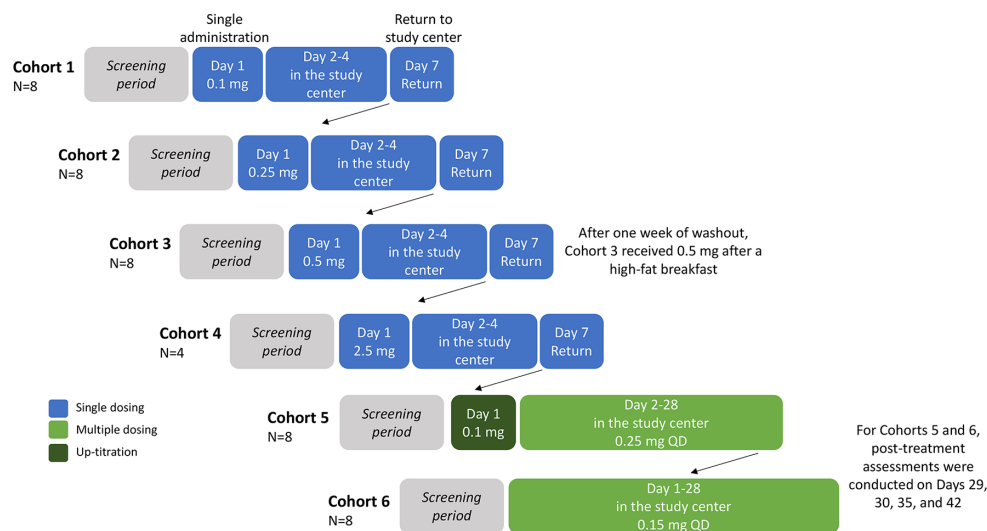 Single
administration
Return to
study center
Cohort 1
N=8
Screening
period
Day 1
0.1 mg
Day 2-4
in the study
center
Day 7
Return
Cohort 2
N=8
Screening
period
Day 1
0.25 mg
Day 2-4
in the study
center
Day 7
Return
Cohort 3
N=8
Screening
period
Day 1
0.5 mg
Day 2-4
in the study
center
Day 7
Return
After one week of washout,
Cohort 3 received 0.5 mg after a
high-fat breakfast
Cohort 4
N=4
Screening
period
Day 1
2.5 mg
Day 2-4
in the study
center
Day 7
Return
Cohort 5
N=8
Screening
period
Day 1
0.1 mg
Day 2-28
in the study center
0.25 mg QD
Single dosing
Multiple dosing
Up-titration
For Cohorts 5 and 6,
post-treatment
assessments were
conducted on Days 29,
30, 35, and 42
Cohort 6
N=8
Screening
period
Day 1-28
in the study center
0.15 mg QD